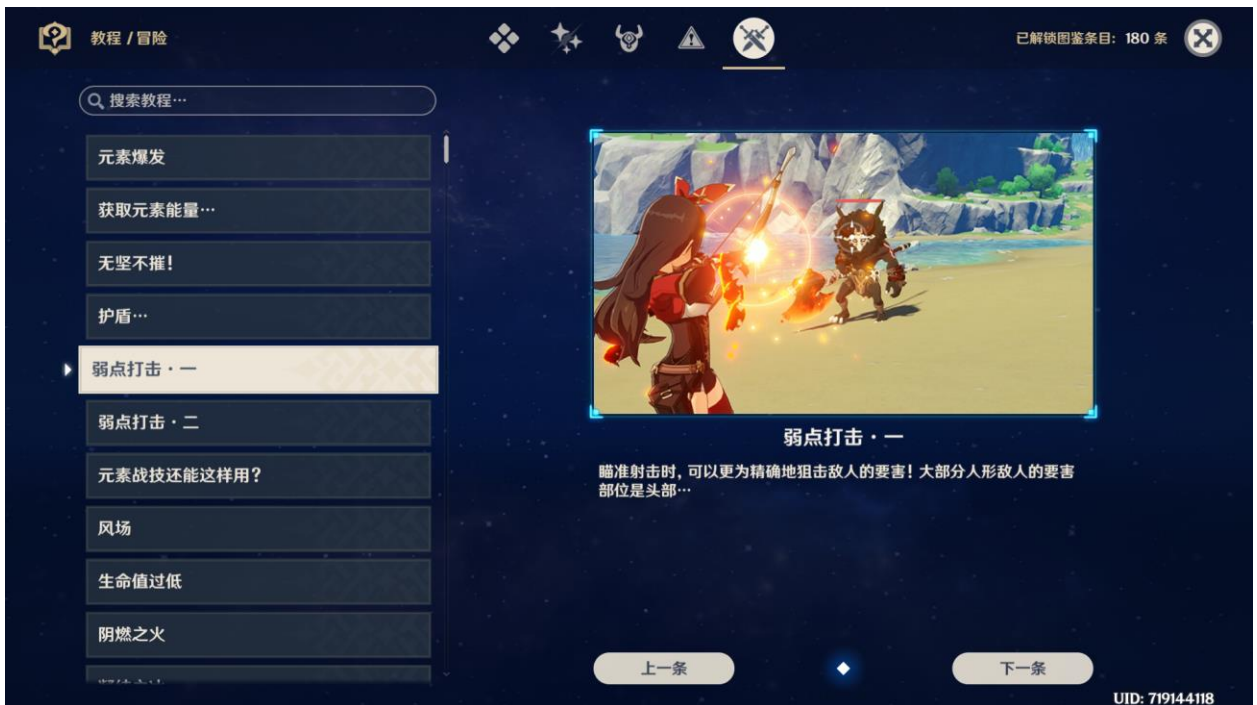 教程 / 冒险
已解锁图鉴条目：180 条
搜索教程…
元素爆发
获取元素能量…
无坚不摧！
护盾…
弱点打击·一
弱点打击·二
元素战技还能这样用？
风场
生命值过低
阴燃之火
弱点打击·一
瞄准射击时，可以更为精确地狙击敌人的要害！大部分人形敌人的要害
部位是头部…
上一条
下一条
UID: 719144118